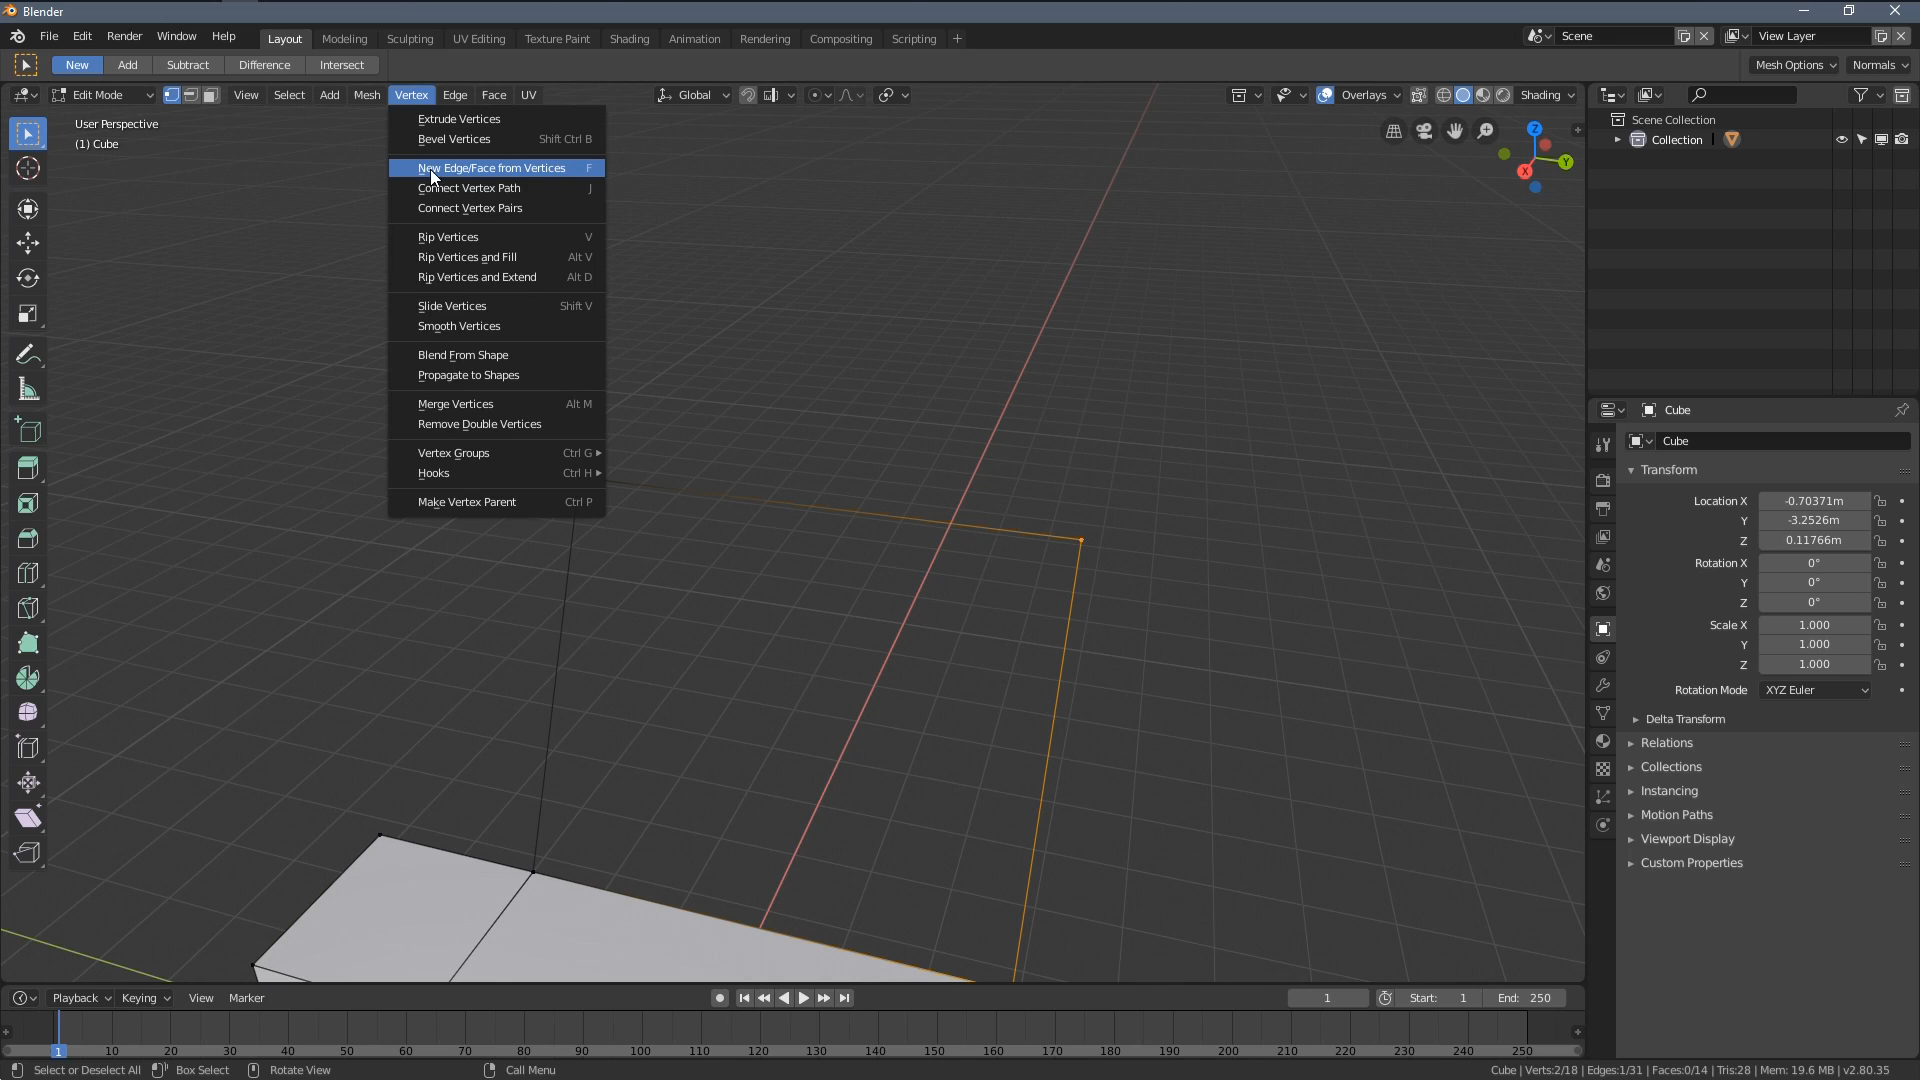 Blender
File Edit Render Window Help Layout Modeling Sculpting UV Editing Texture Paint Shading Animation Rendering Compositing Scripting Scene View Layer
New Add Subtract Difference Intersect Mesh Options Normals
Edit Mode View Select Add Mesh Vertex Edge Face UV Global Overlays Shading
User Perspective
(1) Cube
Extrude Vertices
Bevel Vertices Shift Ctrl B
New Edge/Face from Vertices F
Connect Vertex Path J
Connect Vertex Pairs
Rip Vertices V
Rip Vertices and Fill Alt V
Rip Vertices and Extend Alt D
Slide Vertices Shift V
Smooth Vertices
Blend From Shape
Propagate to Shapes
Merge Vertices Alt M
Remove Double Vertices
Vertex Groups Ctrl G
Hooks Ctrl H
Make Vertex Parent Ctrl P
Z
Y
X
Scene Collection
Collection
Cube
Cube
Transform
Location X -0.70371m
Y -3.2526m
Z 0.11766m
Rotation X 0°
Y 0°
Z 0°
Scale X 1.000
Y 1.000
Z 1.000
Rotation Mode XYZ Euler
Delta Transform
Relations
Collections
Instancing
Motion Paths
Viewport Display
Custom Properties
Playback Keying View Marker 1 Start: 1 End: 250
1 10 20 30 40 50 60 70 80 90 100 110 120 130 140 150 160 170 180 190 200 210 220 230 240 250
Select or Deselect All Box Select Rotate View Call Menu Cube | Verts:2/18 | Edges:1/31 | Faces:0/14 | Tris:28 | Mem: 19.6 MB | v2.80.35